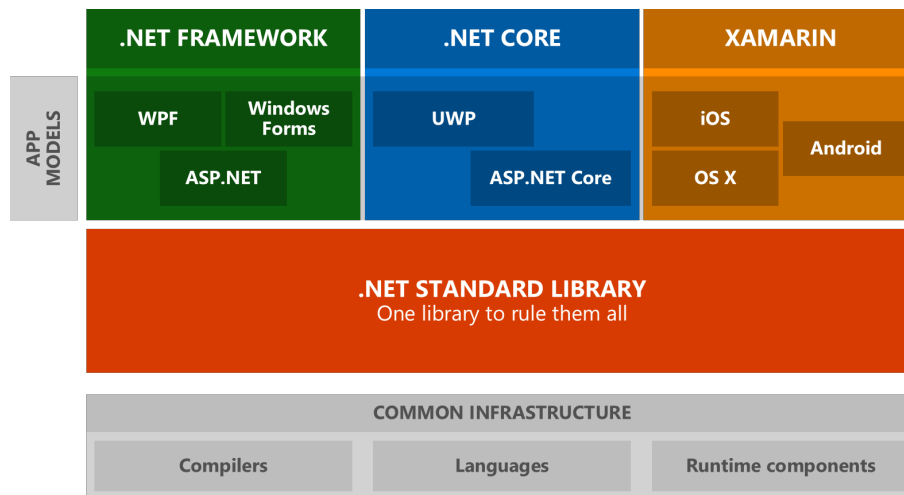 .NET FRAMEWORK
.NET CORE
XAMARIN
APP
MODELS
WPF
Windows
Forms
ASP.NET
UWP
ASP.NET Core
iOS
Android
OS X
.NET STANDARD LIBRARY
One library to rule them all
COMMON INFRASTRUCTURE
Compilers
Languages
Runtime components